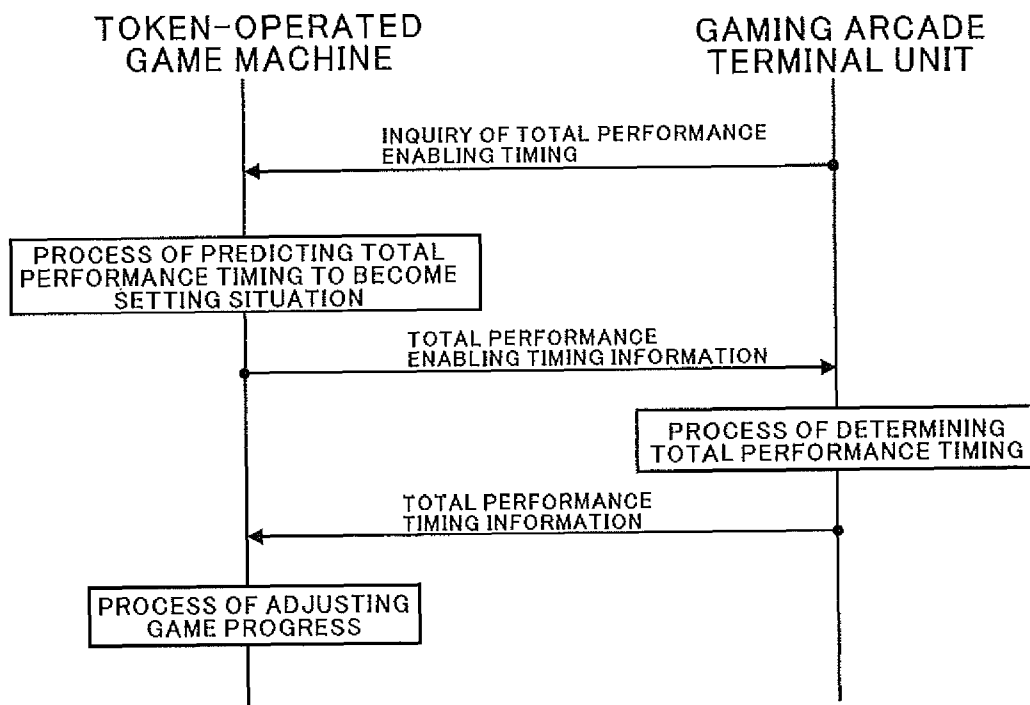 TOKEN-OPERATED
GAME MACHINE
GAMING ARCADE
TERMINAL UNIT
INQUIRY OF TOTAL PERFORMANCE
ENABLING TIMING
PROCESS OF PREDICTING TOTAL
PERFORMANCE TIMING TO BECOME
SETTING SITUATION
TOTAL PERFORMANCE
ENABLING TIMING INFORMATION
PROCESS OF DETERMINING
TOTAL PERFORMANCE TIMING
TOTAL PERFORMANCE
TIMING INFORMATION
PROCESS OF ADJUSTING
GAME PROGRESS